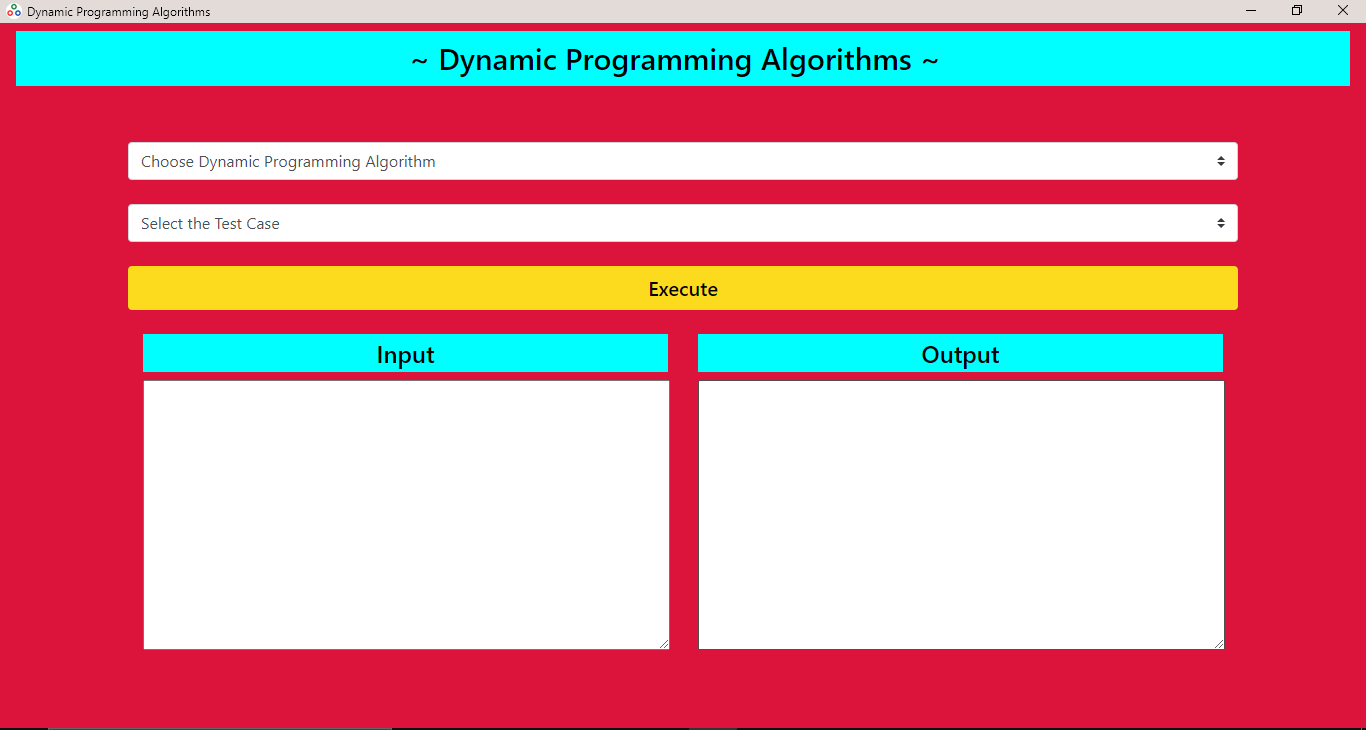 Dynamic Programming Algorithms
~ Dynamic Programming Algorithms ~
Choose Dynamic Programming Algorithm
Select the Test Case
Execute
Input
Output